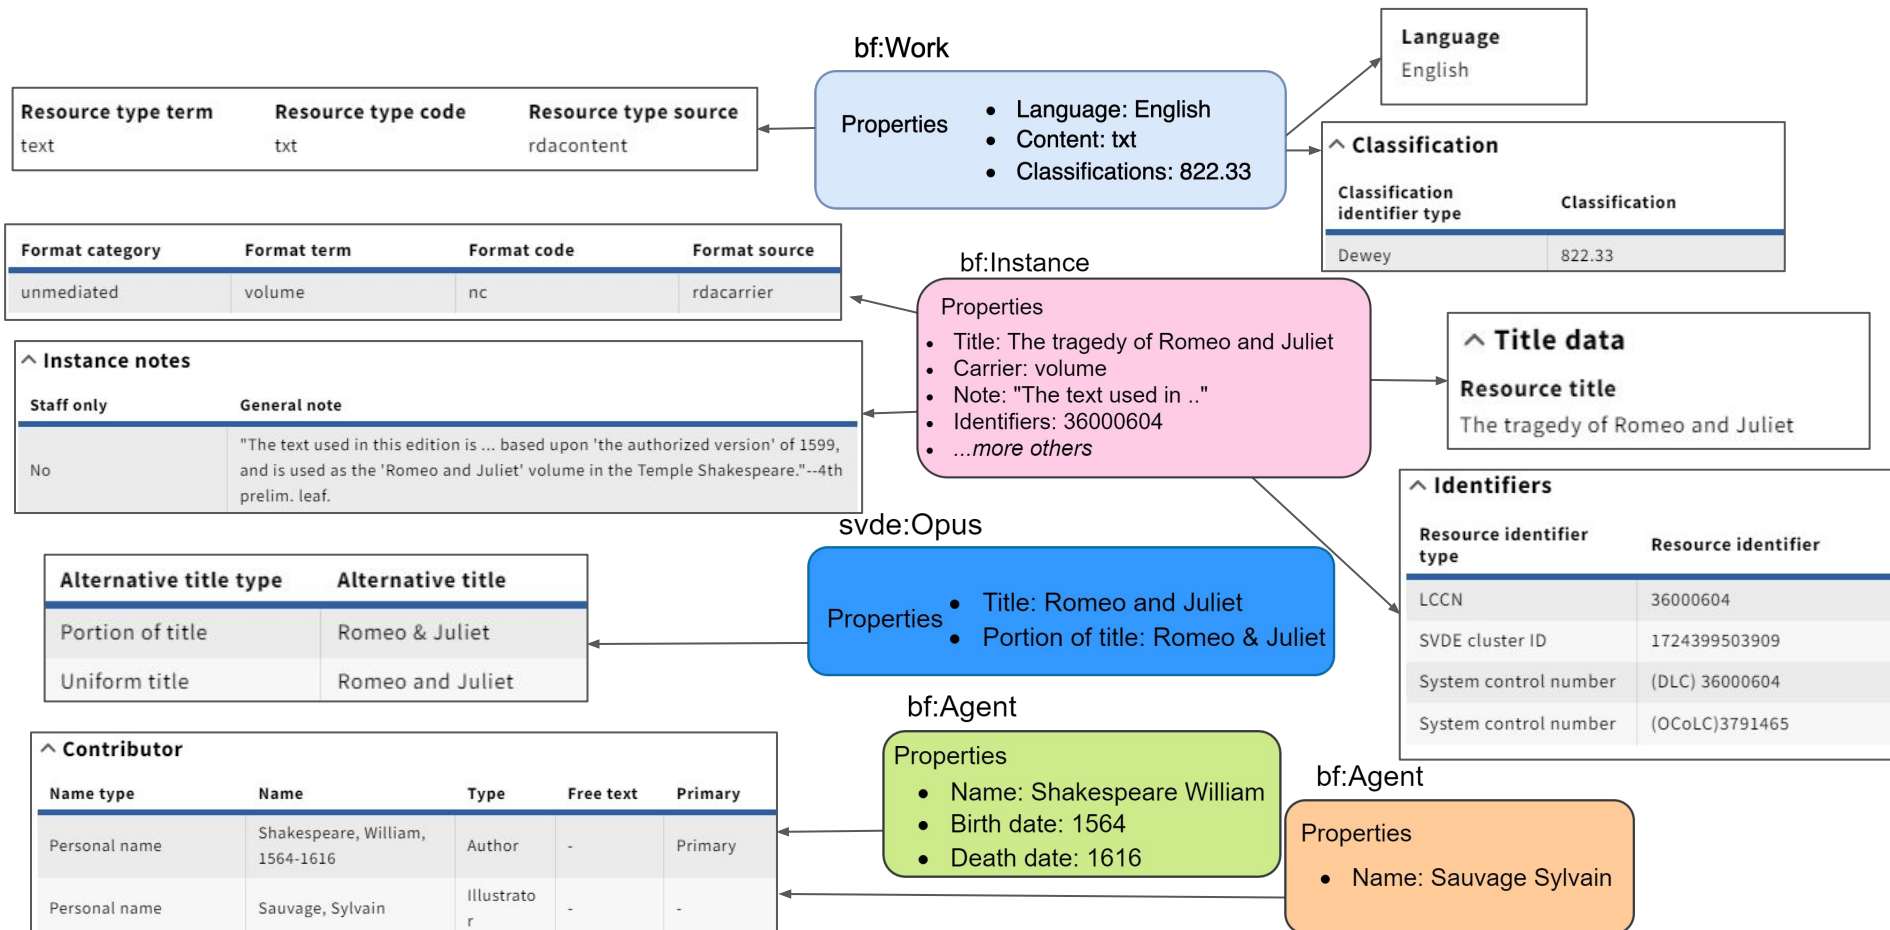 bf:Work
Language
English
Resource type term Resource type code Resource type source
text txt rdacontent
Properties
• Language: English
• Content: txt
• Classifications: 822.33
Classification
Classification identifier type Classification
Dewey 822.33
Format category Format term Format code Format source
unmediated volume nc rdacarrier
bf:Instance
Properties
• Title: The tragedy of Romeo and Juliet
• Carrier: volume
• Note: "The text used in .."
• Identifiers: 36000604
• ...more others
Title data
Resource title
The tragedy of Romeo and Juliet
Instance notes
Staff only General note
No
"The text used in this edition is ... based upon 'the authorized version' of 1599,
and is used as the 'Romeo and Juliet' volume in the Temple Shakespeare."--4th
prelim. leaf.
Identifiers
Resource identifier type Resource identifier
LCCN 36000604
SVDE cluster ID 1724399503909
System control number (DLC) 36000604
System control number (OCoLC)3791465
svde:Opus
Properties
• Title: Romeo and Juliet
• Portion of title: Romeo & Juliet
Alternative title type Alternative title
Portion of title Romeo & Juliet
Uniform title Romeo and Juliet
bf:Agent
Properties
• Name: Shakespeare William
• Birth date: 1564
• Death date: 1616
bf:Agent
Properties
• Name: Sauvage Sylvain
Contributor
Name type Name Type Free text Primary
Personal name Shakespeare, William, 1564-1616 Author - Primary
Personal name Sauvage, Sylvain Illustrator - -